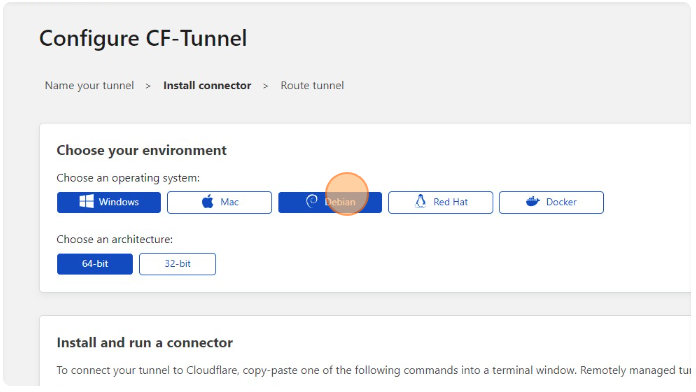 Configure CF-Tunnel
Name your tunnel > Install connector > Route tunnel
Choose your environment
Choose an operating system:
Windows Mac Debian Red Hat Docker
Choose an architecture:
64-bit 32-bit
Install and run a connector
To connect your tunnel to Cloudflare, copy-paste one of the following commands into a terminal window. Remotely managed